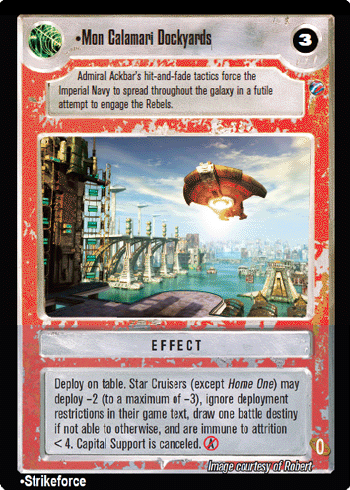 •Mon Calamari Dockyards
3
Admiral Ackbar's hit-and-fade tactics force the
Imperial Navy to spread throughout the galaxy in a futile
attempt to engage the Rebels.
EFFECT
Deploy on table. Star Cruisers (except Home One) may
deploy –2 (to a maximum of –3), ignore deployment
restrictions in their game text, draw one battle destiny
if not able to otherwise, and are immune to attrition
< 4. Capital Support is canceled. A
0
Image courtesy of Robert
•Strikeforce